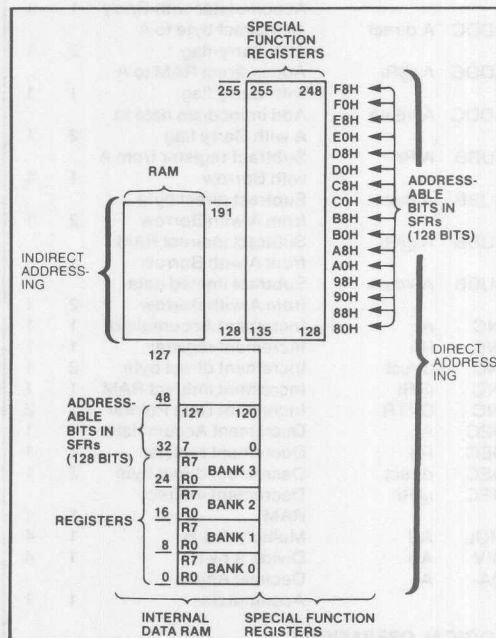 SPECIAL
FUNCTION
REGISTERS
255 255 248
F8H
F0H
E8H
E0H
D8H
D0H
C8H
C0H
B8H
B0H
A8H
A0H
98H
90H
88H
80H
ADDRESS-
ABLE
BITS IN
SFRs
(128 BITS)
RAM
191
INDIRECT
ADDRESS-
ING
128 135 128
DIRECT
ADDRESS
ING
127
48
127 120
ADDRESS-
ABLE
BITS IN
SFRs
(128 BITS)
32 7 0
R7
BANK 3
24 R0
R7
BANK 2
16 R0
REGISTERS
R7
BANK 1
8 R0
R7
BANK 0
0 R0
INTERNAL
DATA RAM
SPECIAL FUNCTION
REGISTERS